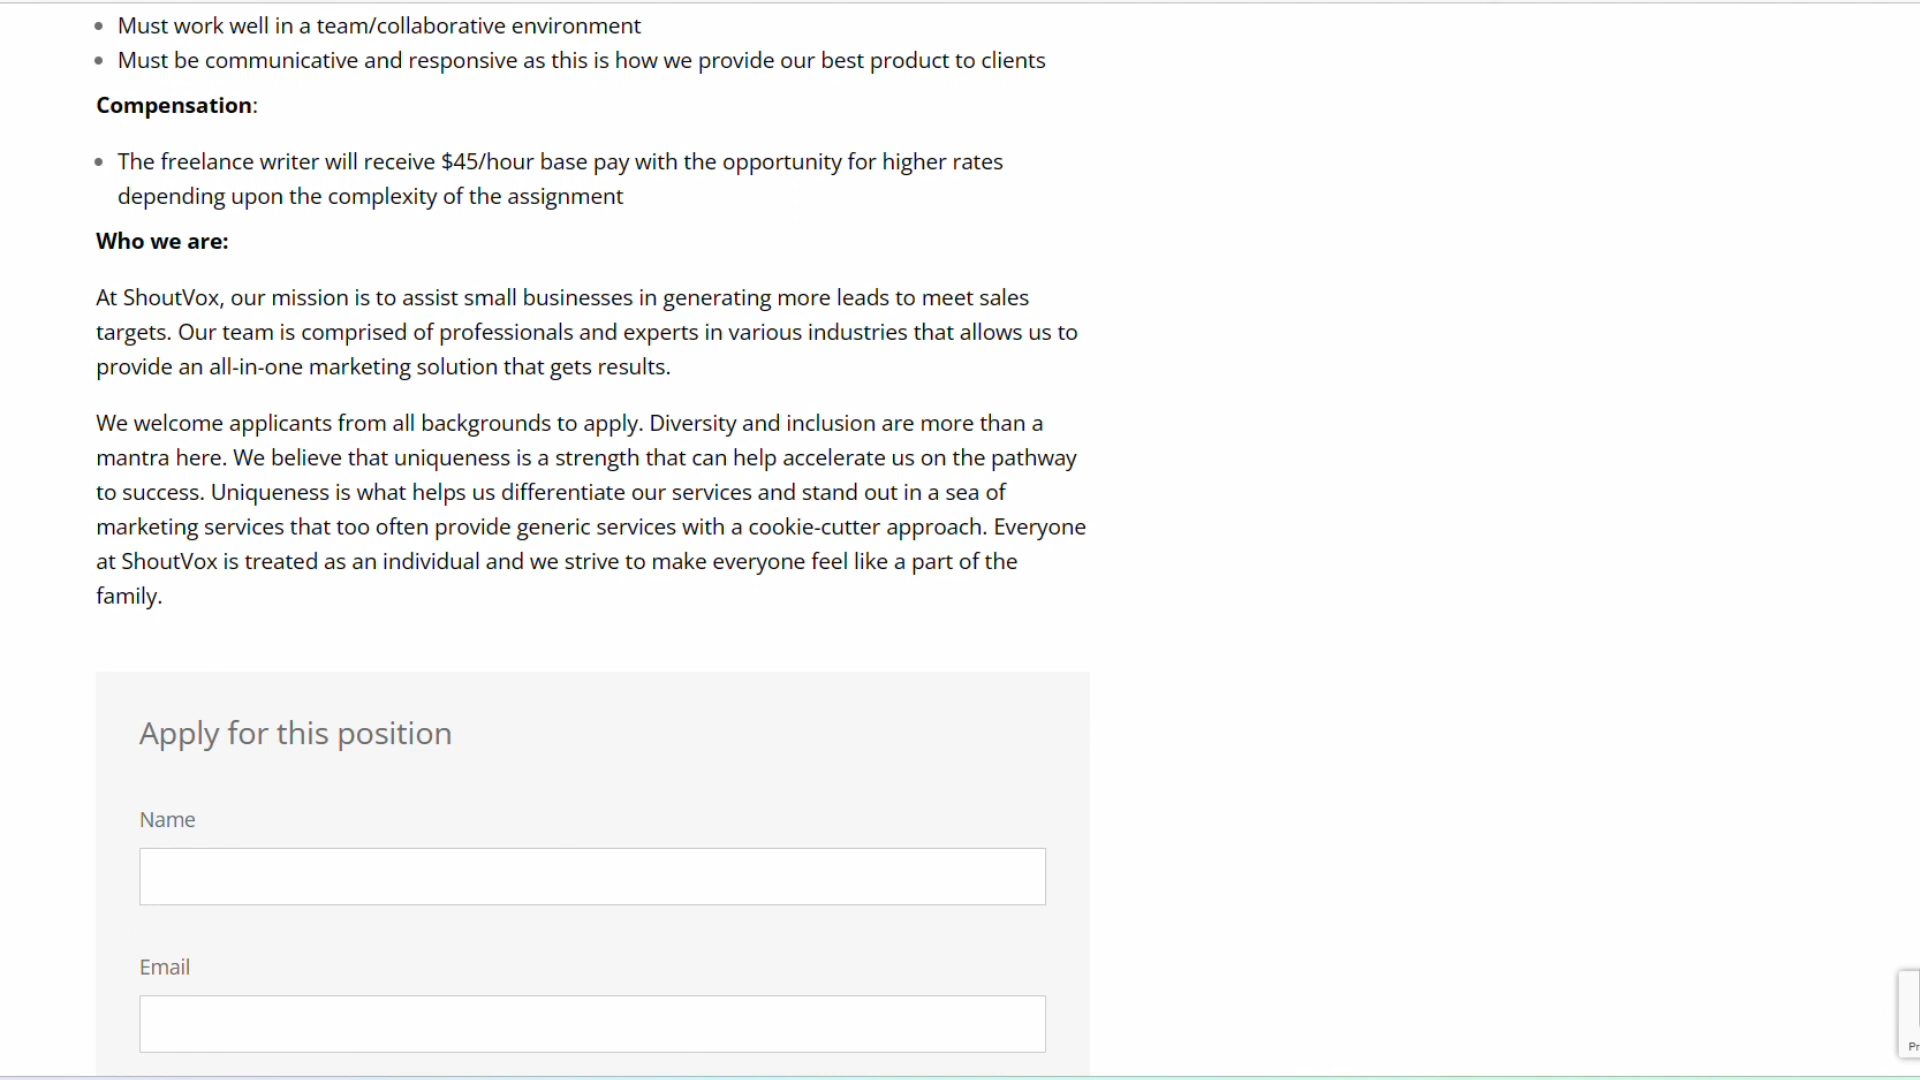 Must work well in a team/collaborative environment
Must be communicative and responsive as this is how we provide our best product to clients
Compensation:
The freelance writer will receive $45/hour base pay with the opportunity for higher rates
depending upon the complexity of the assignment
Who we are:
At ShoutVox, our mission is to assist small businesses in generating more leads to meet sales
targets. Our team is comprised of professionals and experts in various industries that allows us to
provide an all-in-one marketing solution that gets results.
We welcome applicants from all backgrounds to apply. Diversity and inclusion are more than a
mantra here. We believe that uniqueness is a strength that can help accelerate us on the pathway
to success. Uniqueness is what helps us differentiate our services and stand out in a sea of
marketing services that too often provide generic services with a cookie-cutter approach. Everyone
at ShoutVox is treated as an individual and we strive to make everyone feel like a part of the
family.
Apply for this position
Name
Email